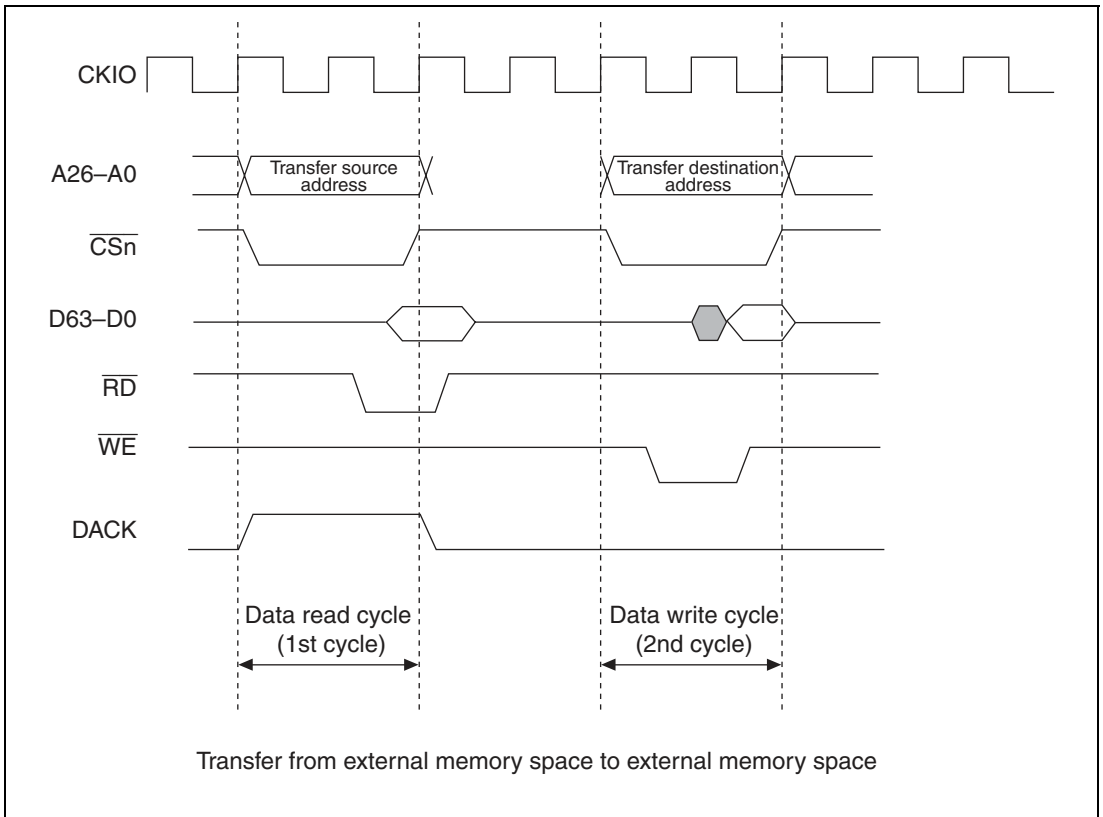 CKIO
A26–A0
Transfer source
address
Transfer destination
address
CSn
D63–D0
RD
WE
DACK
Data read cycle
(1st cycle)
Data write cycle
(2nd cycle)
Transfer from external memory space to external memory space